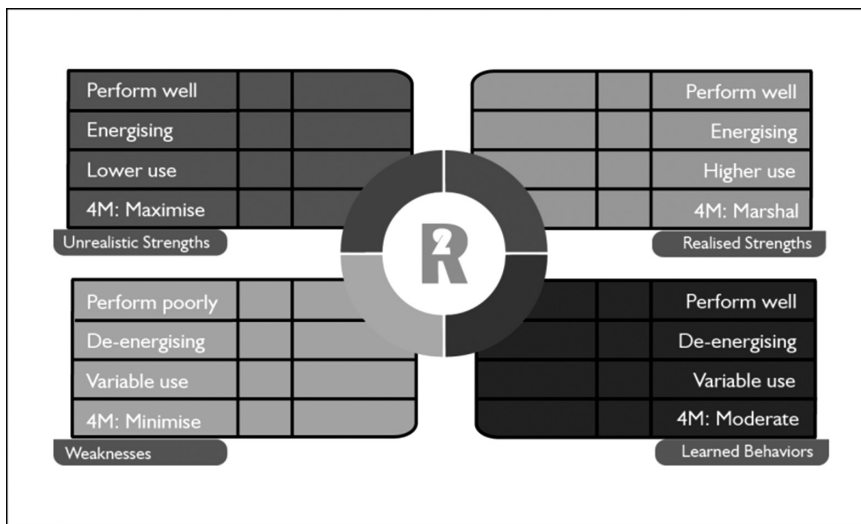 Perform well
Energising
Lower use
4M: Maximise
Unrealistic Strengths
Perform well
Energising
Higher use
4M: Marshal
Realised Strengths
R2
Perform poorly
De-energising
Variable use
4M: Minimise
Weaknesses
Perform well
De-energising
Variable use
4M: Moderate
Learned Behaviors